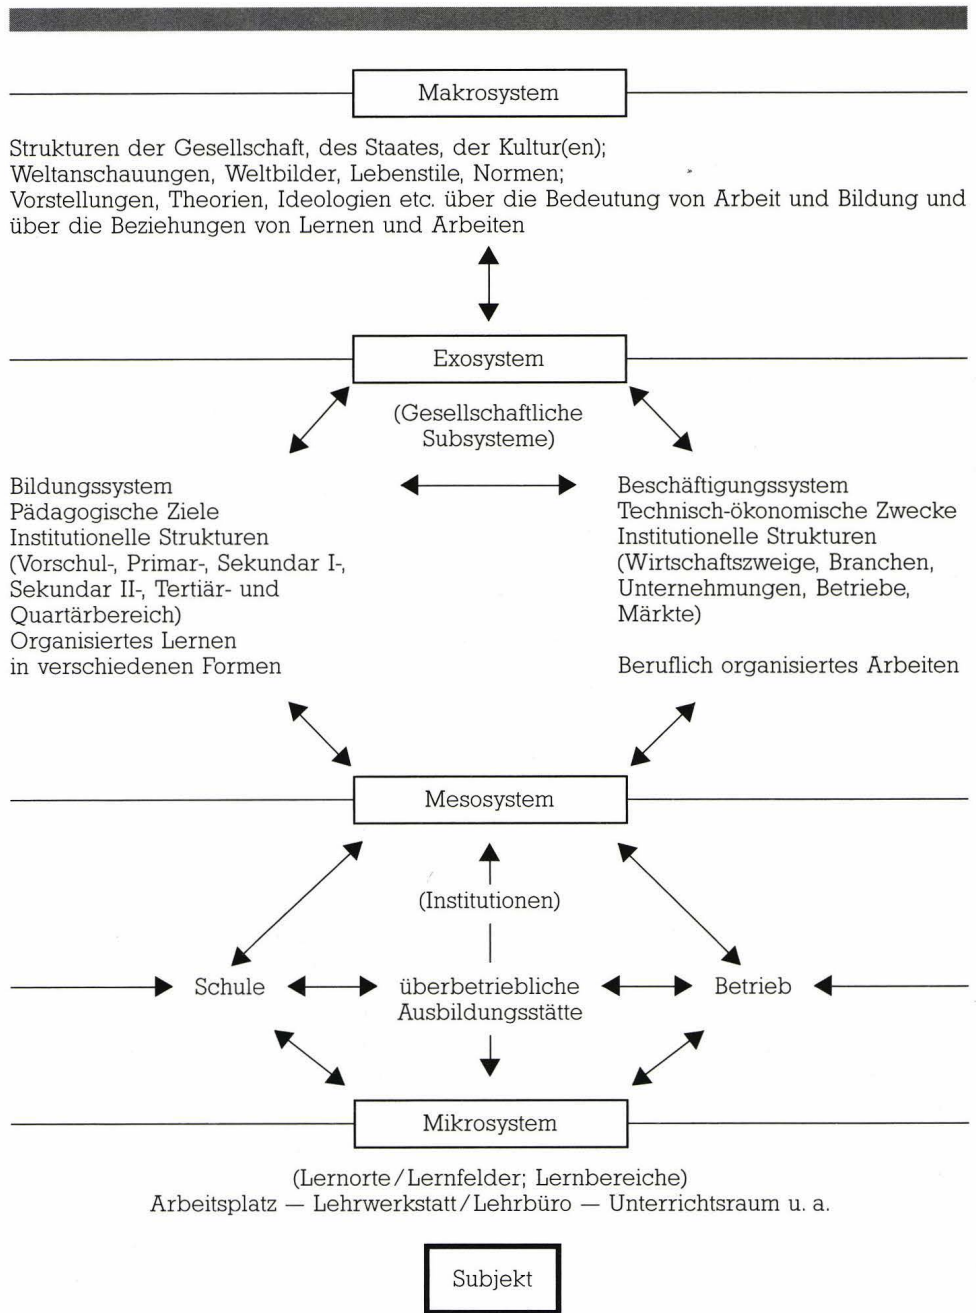 Makrosystem
Strukturen der Gesellschaft, des Staates, der Kultur(en);
Weltanschauungen, Weltbilder, Lebenstile, Normen;
Vorstellungen, Theorien, Ideologien etc. über die Bedeutung von Arbeit und Bildung und
über die Beziehungen von Lernen und Arbeiten
Exosystem
(Gesellschaftliche
Subsysteme)
Bildungssystem
Pädagogische Ziele
Institutionelle Strukturen
(Vorschul-, Primar-, Sekundar I-,
Sekundar II-, Tertiär- und
Quartärbereich)
Organisiertes Lernen
in verschiedenen Formen
Beschäftigungssystem
Technisch-ökonomische Zwecke
Institutionelle Strukturen
(Wirtschaftszweige, Branchen,
Unternehmungen, Betriebe,
Märkte)
Beruflich organisiertes Arbeiten
Mesosystem
(Institutionen)
Schule
überbetriebliche
Ausbildungsstätte
Betrieb
Mikrosystem
(Lernorte/Lernfelder; Lernbereiche)
Arbeitsplatz — Lehrwerkstatt/Lehrbüro — Unterrichtsraum u. a.
Subjekt